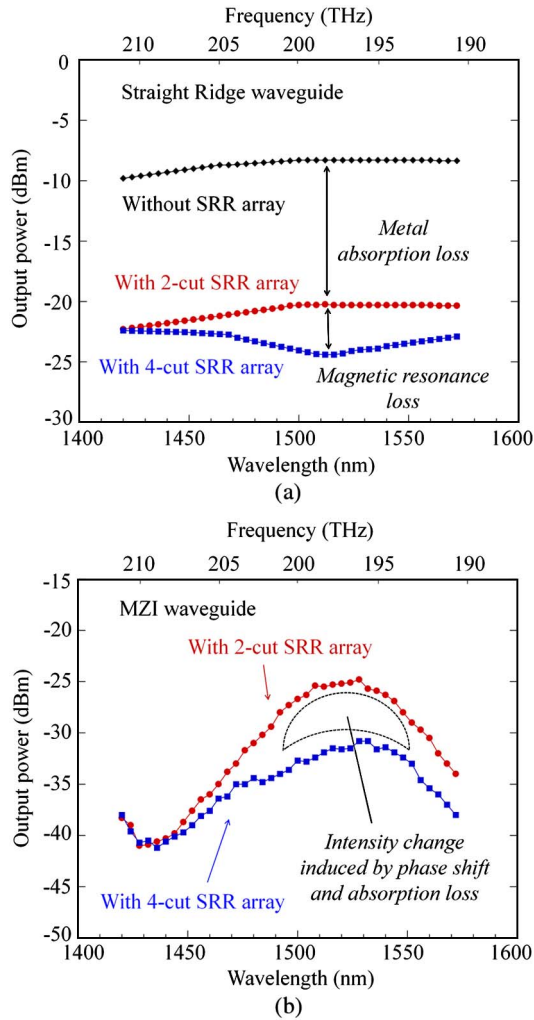 Frequency (THz)
210 205 200 195 190
0
Straight Ridge waveguide
-5
Without SRR array
-10
Metal
absorption loss
-15
Output power (dBm)
With 2-cut SRR array
-20
With 4-cut SRR array
-25
Magnetic resonance
loss
-30
1400 1450 1500 1550 1600
Wavelength (nm)
(a)
Frequency (THz)
210 205 200 195 190
-15
MZI waveguide
-20
With 2-cut SRR array
-25
-30
Output power (dBm)
-35
Intensity change
induced by phase shift
and absorption loss
-40
With 4-cut SRR array
-45
-50
1400 1450 1500 1550 1600
Wavelength (nm)
(b)